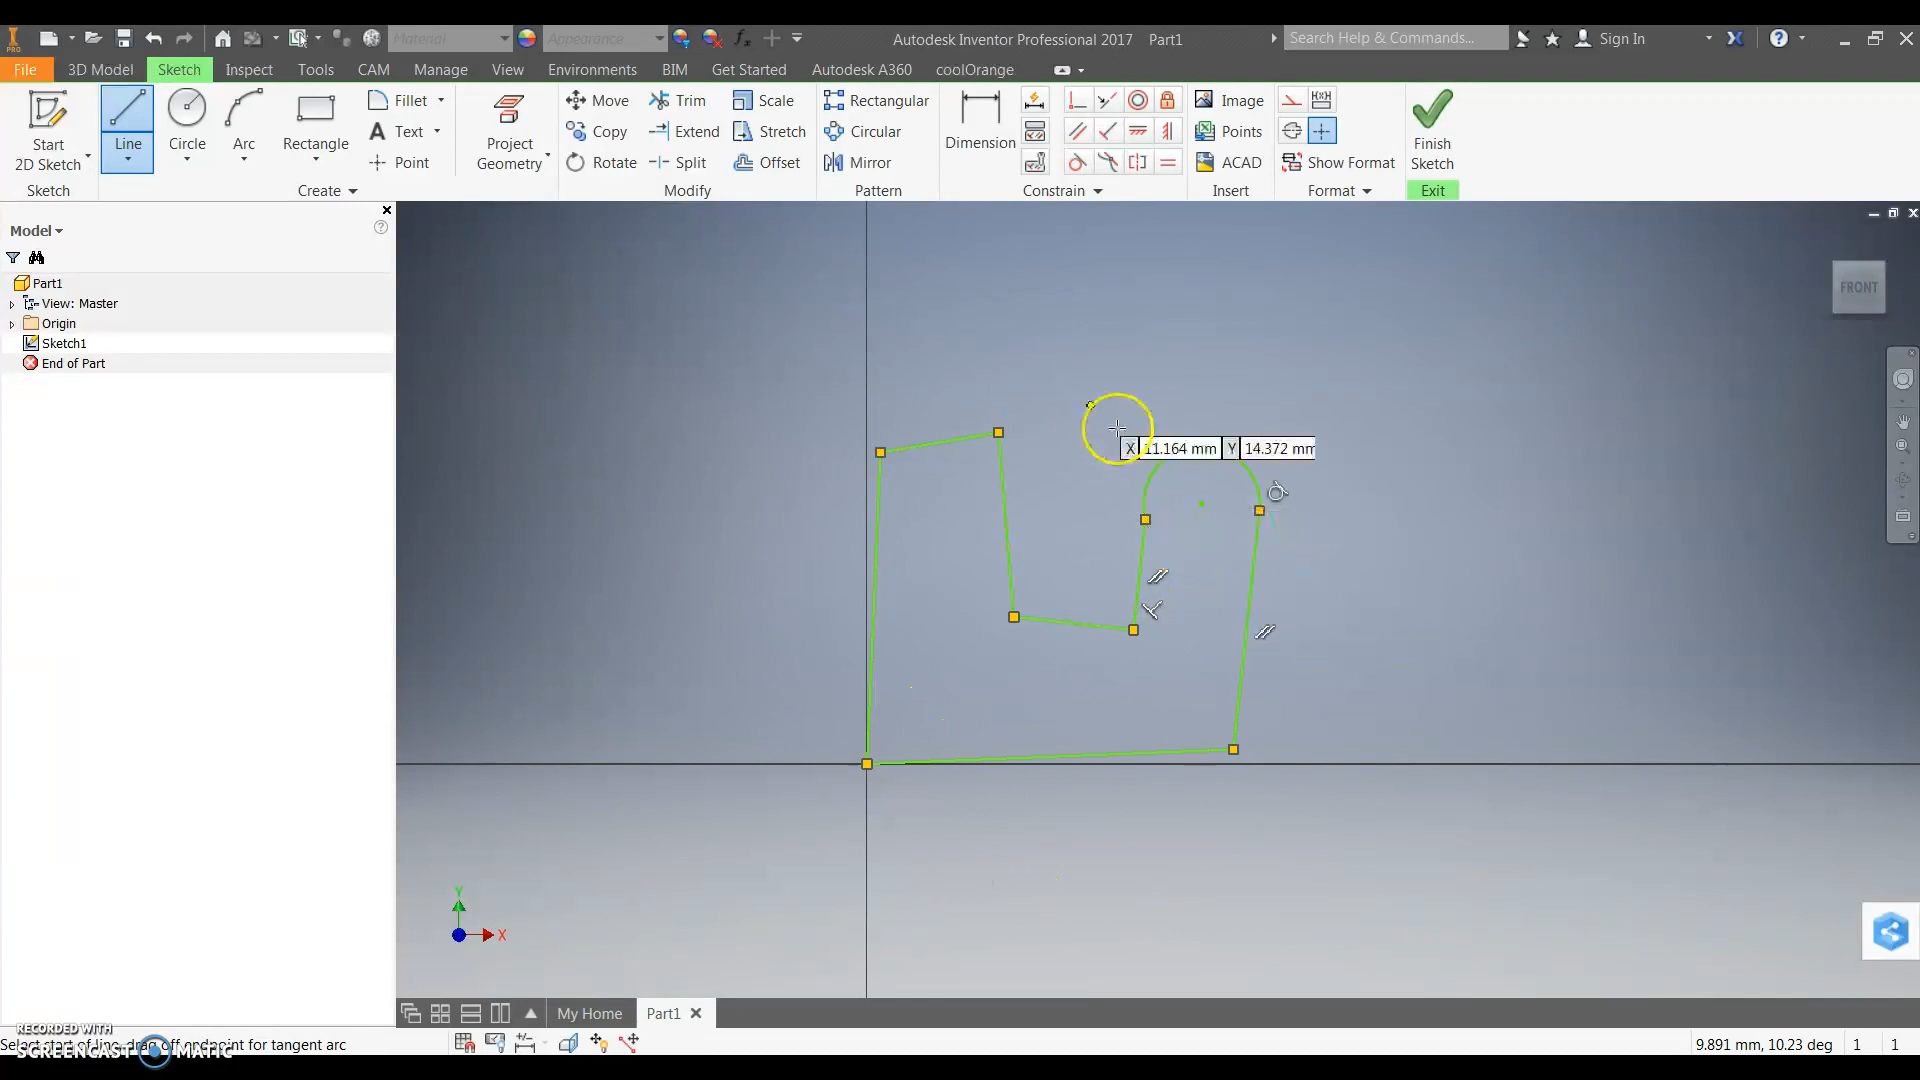 PRO
Material
Appearance
Autodesk Inventor Professional 2017 Part1
Search Help & Commands...
Sign In
File 3D Model Sketch Inspect Tools CAM Manage View Environments BIM Get Started Autodesk A360 coolOrange
Start
2D Sketch
Line
Circle
Arc
Rectangle
Fillet
Text
Point
Project
Geometry
Move
Copy
Rotate
Trim
Extend
Split
Scale
Stretch
Offset
Rectangular
Circular
Mirror
Dimension
Image
Points
ACAD
Show Format
Finish
Sketch
Sketch Create Modify Pattern Constrain Insert Format Exit
Model
Part1
View: Master
Origin
Sketch1
End of Part
FRONT
X 11.164 mm Y 14.372 mm
Y
X
My Home Part1
RECORDED WITH
SCREENCAST MATIC
Select start of line, drag off endpoint for tangent arc
9.891 mm, 10.23 deg 1 1